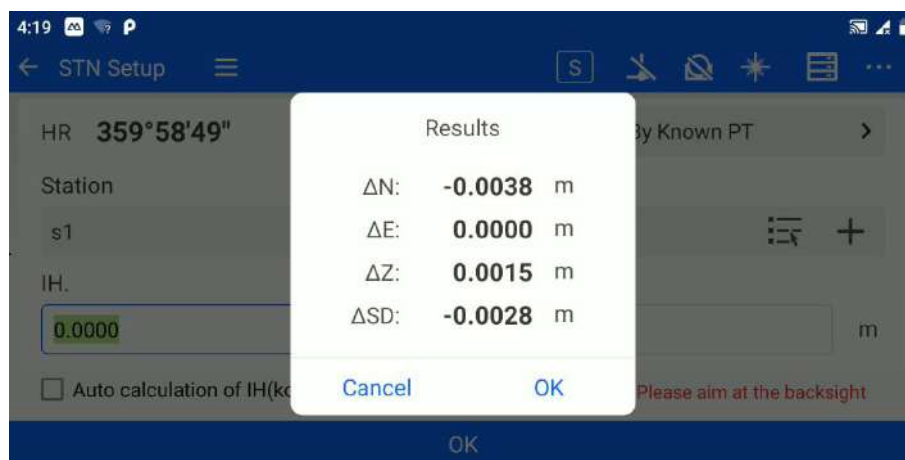 4:19
STN Setup
S
HR 359°58'49"
By Known PT
Station
s1
IH.
0.0000
m
Auto calculation of IH(
Please aim at the backsight
OK
Results
ΔN: -0.0038 m
ΔE: 0.0000 m
ΔZ: 0.0015 m
ΔSD: -0.0028 m
Cancel OK